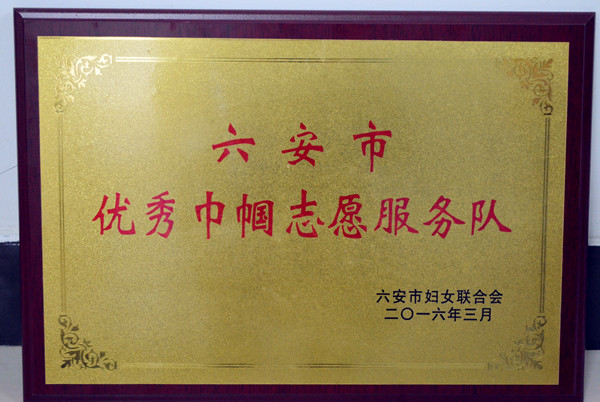 六安市
优秀巾帼志愿服务队
六安市妇女联合会
二〇一六年三月